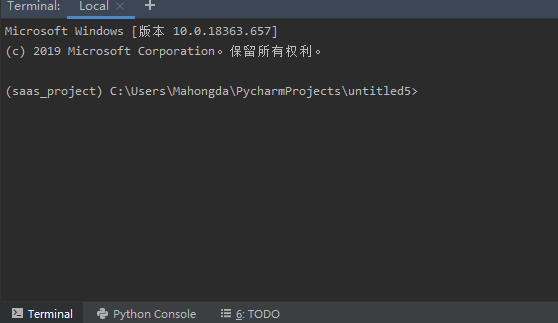 Terminal: Local × +
Microsoft Windows [版本 10.0.18363.657]
(c) 2019 Microsoft Corporation。保留所有权利。
(saas_project) C:\Users\Mahongda\PycharmProjects\untitled5>
Terminal Python Console 6: TODO